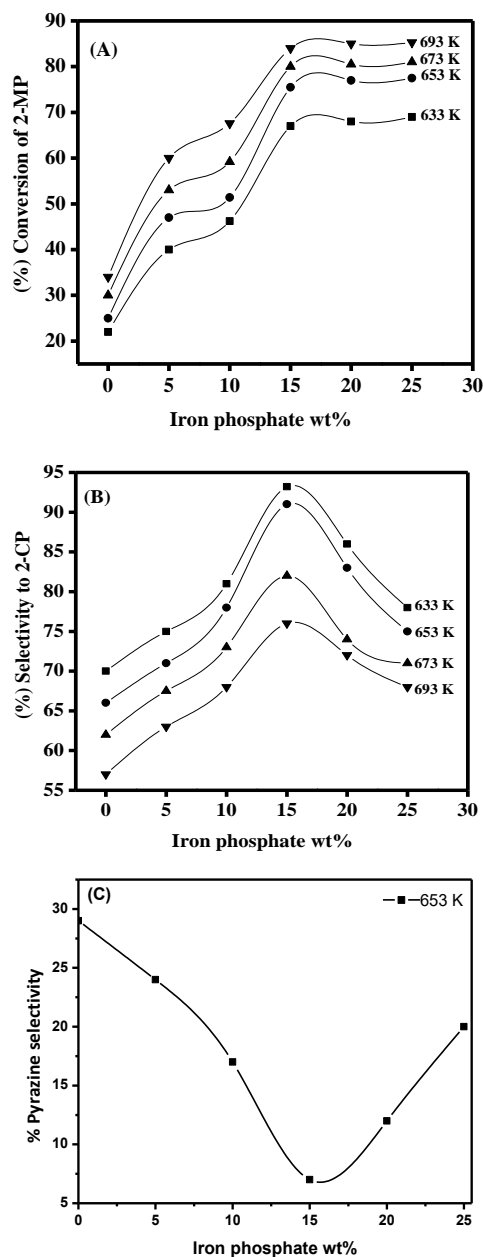 (A)
(%) Conversion of 2-MP
90
80
70
60
50
40
30
20
693 K
673 K
653 K
633 K
0 5 10 15 20 25 30
Iron phosphate wt%
(B)
(%) Selectivity to 2-CP
95
90
85
80
75
70
65
60
55
633 K
653 K
673 K
693 K
0 5 10 15 20 25 30
Iron phosphate wt%
(C)
653 K
% Pyrazine selectivity
30
25
20
15
10
5
0 5 10 15 20 25
Iron phosphate wt%